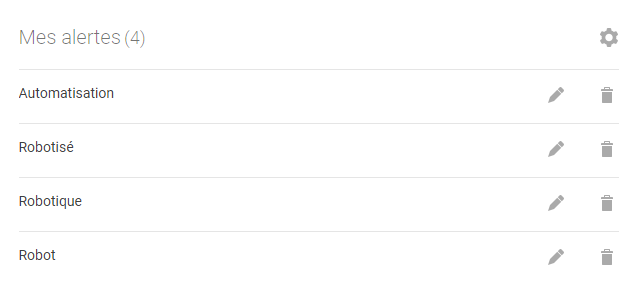 Mes alertes (4)
Automatisation
Robotisé
Robotique
Robot